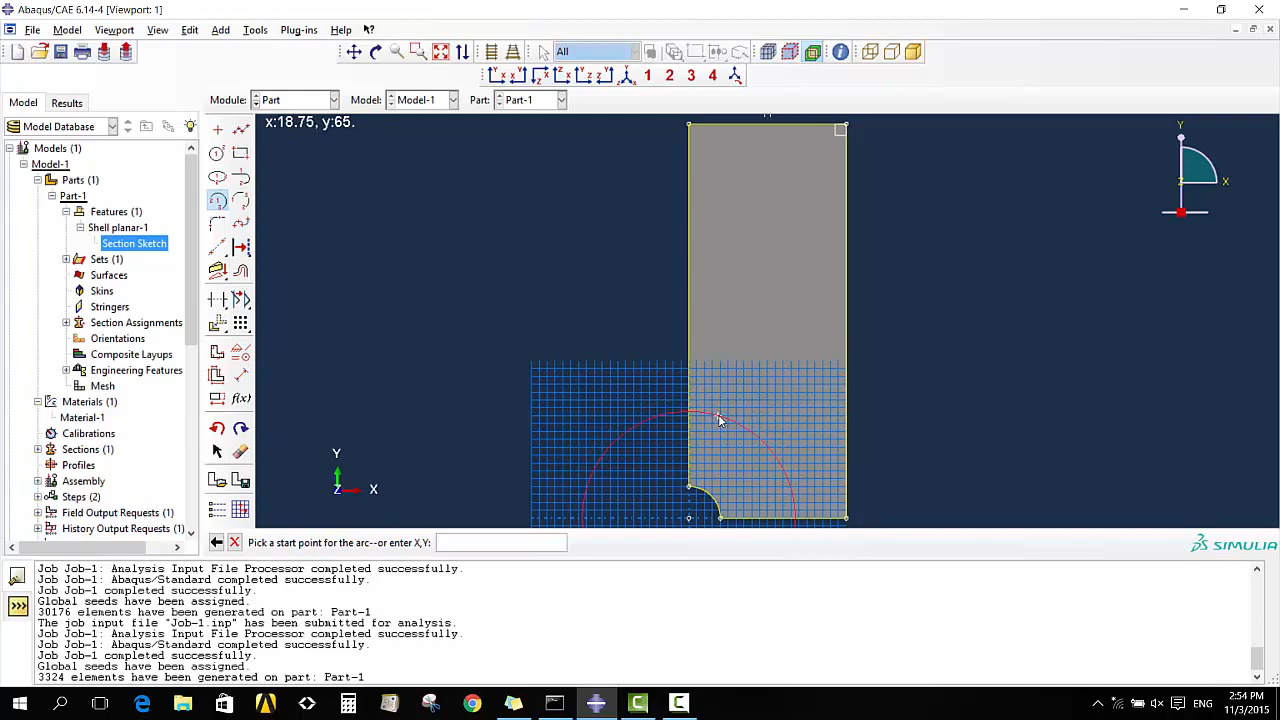 Abaqus/CAE 6.14-4 [Viewport: 1]
File Model Viewport View Edit Add Tools Plug-ins Help
All
1 2 3 4
Model Results
Module: Part Model: Model-1 Part: Part-1
Model Database
x:18.75, y:65.
Models (1)
Model-1
Parts (1)
Part-1
Features (1)
Shell planar-1
Section Sketch
Sets (1)
Surfaces
Skins
Stringers
Section Assignments
Orientations
Composite Layups
Engineering Features
Mesh
Materials (1)
Material-1
Calibrations
Sections (1)
Profiles
Assembly
Steps (2)
Field Output Requests (1)
History Output Requests (1)
f(x)
Y
X
Z
Y
Z
X
Pick a start point for the arc--or enter X,Y:
SIMULIA
Job Job-1: Analysis Input File Processor completed successfully.
Job Job-1: Abaqus/Standard completed successfully.
Job Job-1 completed successfully.
Global seeds have been assigned.
30176 elements have been generated on part: Part-1
The job input file "Job-1.inp" has been submitted for analysis.
Job Job-1: Analysis Input File Processor completed successfully.
Job Job-1: Abaqus/Standard completed successfully.
Job Job-1 completed successfully.
Global seeds have been assigned.
3324 elements have been generated on part: Part-1
ENG
2:54 PM
11/3/2015